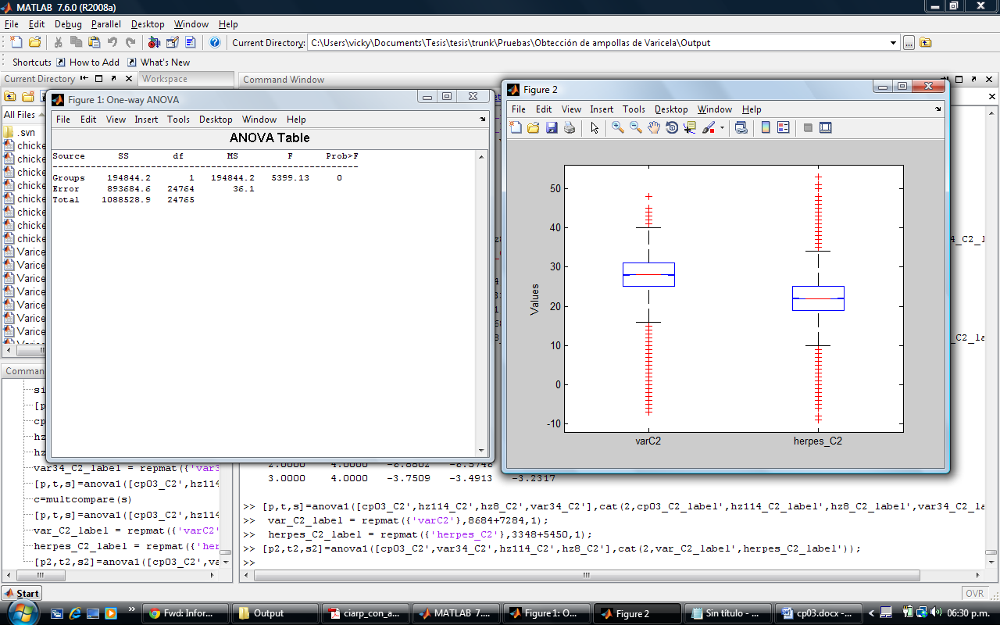 MATLAB 7.6.0 (R2008a)
File Edit Debug Parallel Desktop Window Help
Current Directory: C:\Users\vicky\Documents\Tesis\tesis\trunk\Pruebas\Obtección de ampollas de Varicela\Output
Shortcuts How to Add What's New
Current Directory Workspace
Command Window
All Files
.svn
chicke
chicke
chicke
chicke
chicke
chicke
chicke
chicke
Varice
Varice
Varice
Varice
Varice
Varice
Varice
Figure 1: One-way ANOVA
File Edit View Insert Tools Desktop Window Help
ANOVA Table
Source SS df MS F Prob>F
Groups 194844.2 1 194844.2 5399.13 0
Error 893684.6 24764 36.1
Total 1088528.9 24765
Figure 2
File Edit View Insert Tools Desktop Window Help
50
40
30
20
10
0
-10
Values
varC2 herpes_C2
Comman
si
[p
cp
hz
hz
var34_C2_label = repmat({'var3
[p,t,s]=anova1([cp03_C2',hz114
c=multcompare(s)
[p,t,s]=anova1([cp03_C2',hz114
var_C2_label = repmat({'varC2'
herpes_C2_label = repmat({'her
[p2,t2,s2]=anova1([cp03_C2',va
2.0000 4.0000
3.0000 4.0000 -3.7509 -3.4913 -3.2317
>> [p,t,s]=anova1([cp03_C2',hz114_C2',hz8_C2',var34_C2'],cat(2,cp03_C2_label',hz114_C2_label',hz8_C2_label',var34_C2_la
>> var_C2_label = repmat({'varC2'},8684+7284,1);
>> herpes_C2_label = repmat({'herpes_C2'},3348+5450,1);
>> [p2,t2,s2]=anova1([cp03_C2',var34_C2',hz114_C2',hz8_C2'],cat(2,var_C2_label',herpes_C2_label'));
>>
Start
OVR
Fwd: Infor... Output ciarp_con_a... MATLAB 7.... Figure 1: O... Figure 2 Sin título - ... cp03.docx -... 06:30 p.m.